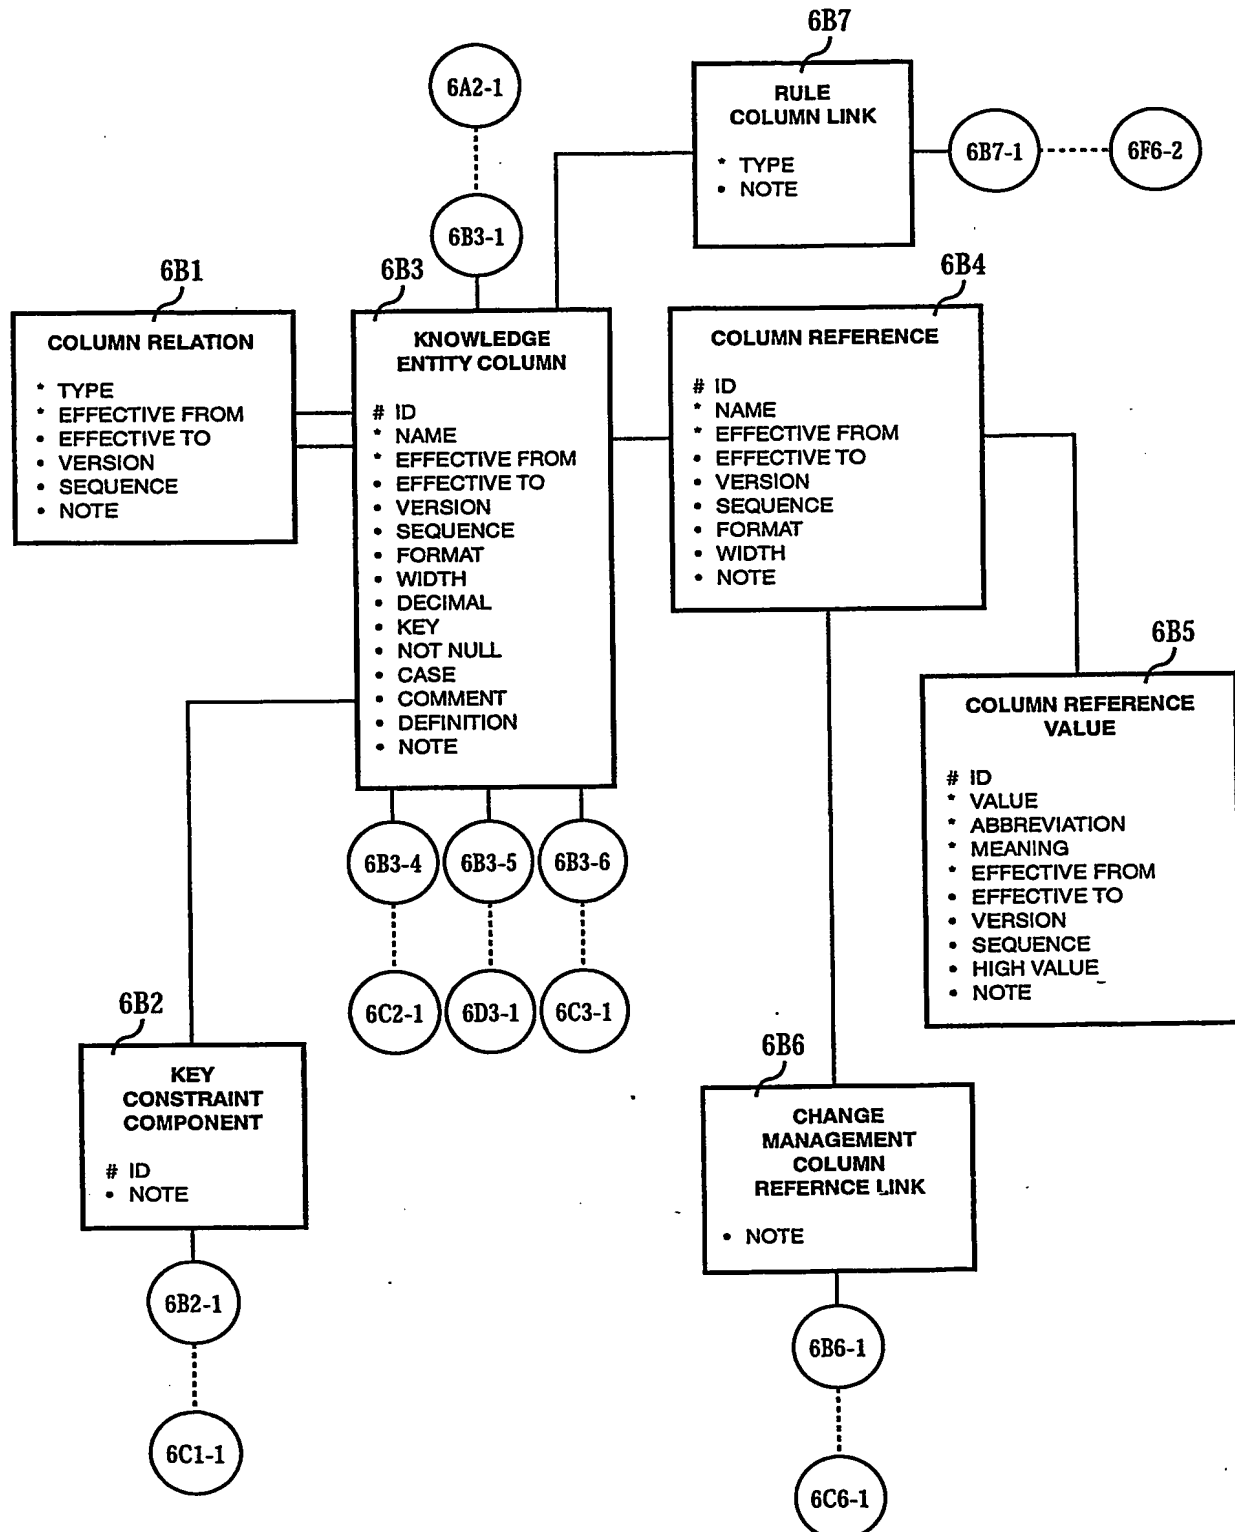 6B7
6A2-1
RULE
COLUMN LINK
* TYPE
• NOTE
6B7-1
6F6-2
6B3-1
6B1
6B3
6B4
COLUMN RELATION
* TYPE
* EFFECTIVE FROM
• EFFECTIVE TO
• VERSION
• SEQUENCE
• NOTE
KNOWLEDGE
ENTITY COLUMN
# ID
* NAME
* EFFECTIVE FROM
• EFFECTIVE TO
• VERSION
• SEQUENCE
• FORMAT
• WIDTH
• DECIMAL
• KEY
• NOT NULL
• CASE
• COMMENT
• DEFINITION
• NOTE
COLUMN REFERENCE
# ID
* NAME
* EFFECTIVE FROM
• EFFECTIVE TO
• VERSION
• SEQUENCE
• FORMAT
• WIDTH
• NOTE
6B5
COLUMN REFERENCE
VALUE
# ID
* VALUE
* ABBREVIATION
* MEANING
* EFFECTIVE FROM
• EFFECTIVE TO
• VERSION
• SEQUENCE
• HIGH VALUE
• NOTE
6B3-4
6B3-5
6B3-6
6C2-1
6D3-1
6C3-1
6B2
KEY
CONSTRAINT
COMPONENT
# ID
• NOTE
6B6
CHANGE
MANAGEMENT
COLUMN
REFERNCE LINK
• NOTE
6B2-1
6B6-1
6C1-1
6C6-1